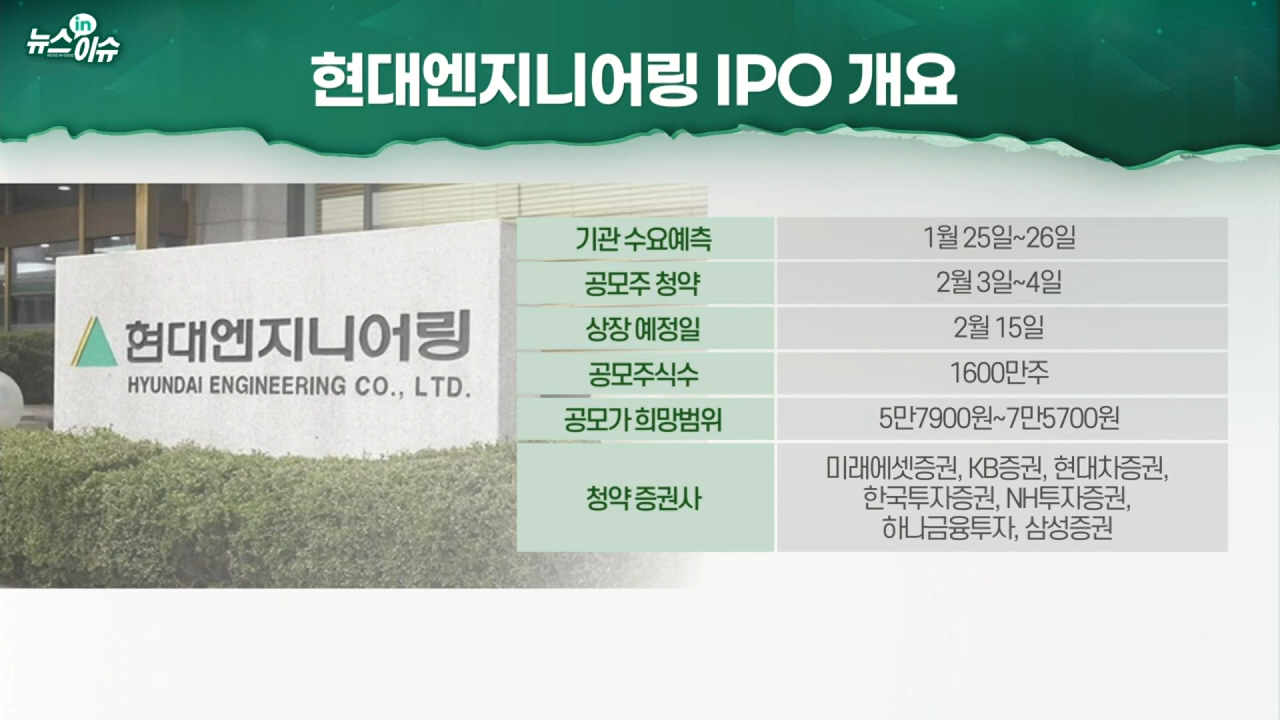 뉴스in이슈
현대엔지니어링 IPO 개요
현대엔지니어링
HYUNDAI ENGINEERING CO., LTD.
기관 수요예측 1월 25일~26일
공모주 청약 2월 3일~4일
상장 예정일 2월 15일
공모주식수 1600만주
공모가 희망범위 5만7900원~7만5700원
청약 증권사 미래에셋증권, KB증권, 현대차증권,
한국투자증권, NH투자증권,
하나금융투자, 삼성증권